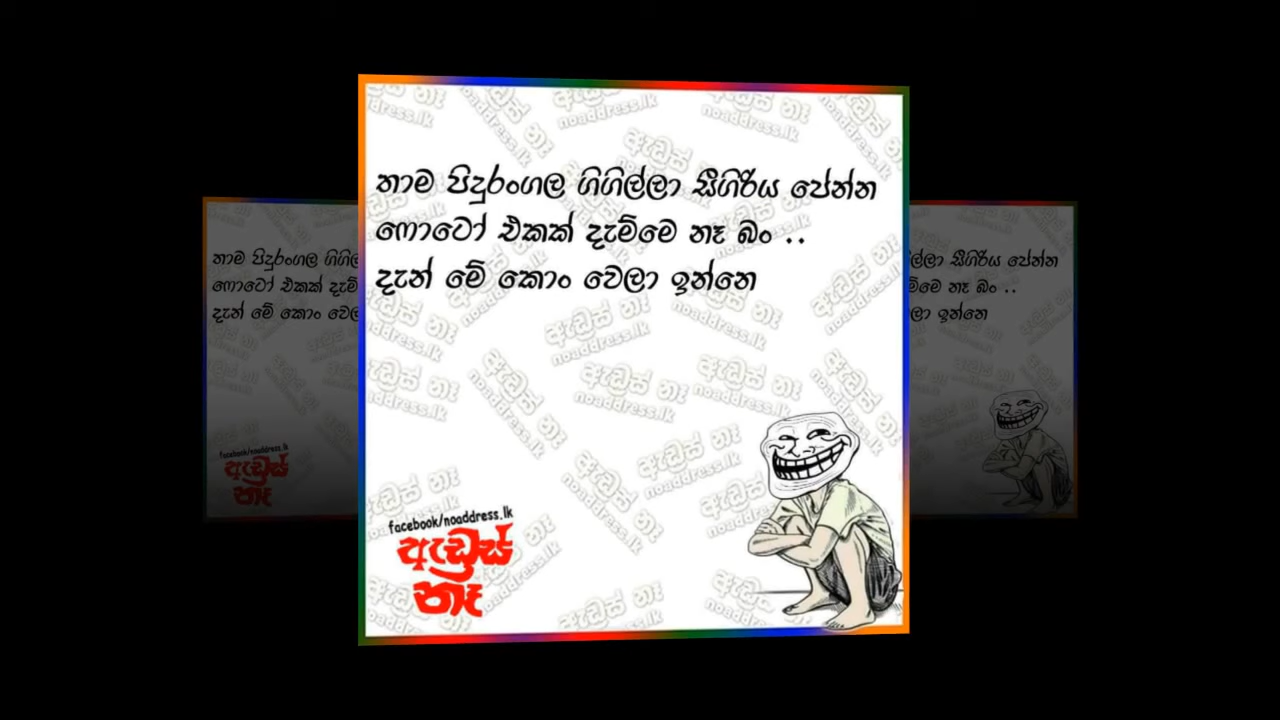 තාම පිදුරංගල ගිගිල්ලා සීගිරිය පේන්න
ෆොටෝ එකක් දැම්මෙ නෑ බං ..
දැන් මේ කොං වෙලා ඉන්නෙ
facebook/noaddress.lk
ඇඩ්‍රස්
නෑ